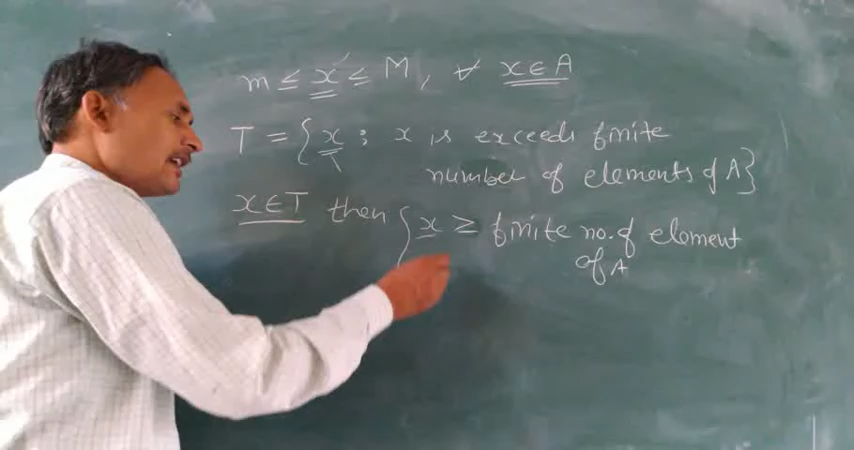 m ≤ x ≤ M, ∀ x ∈ A
T = { x ; x is exceeds finite
number of elements of A}
x ∈ T then { x ≥ finite no. of element
of A